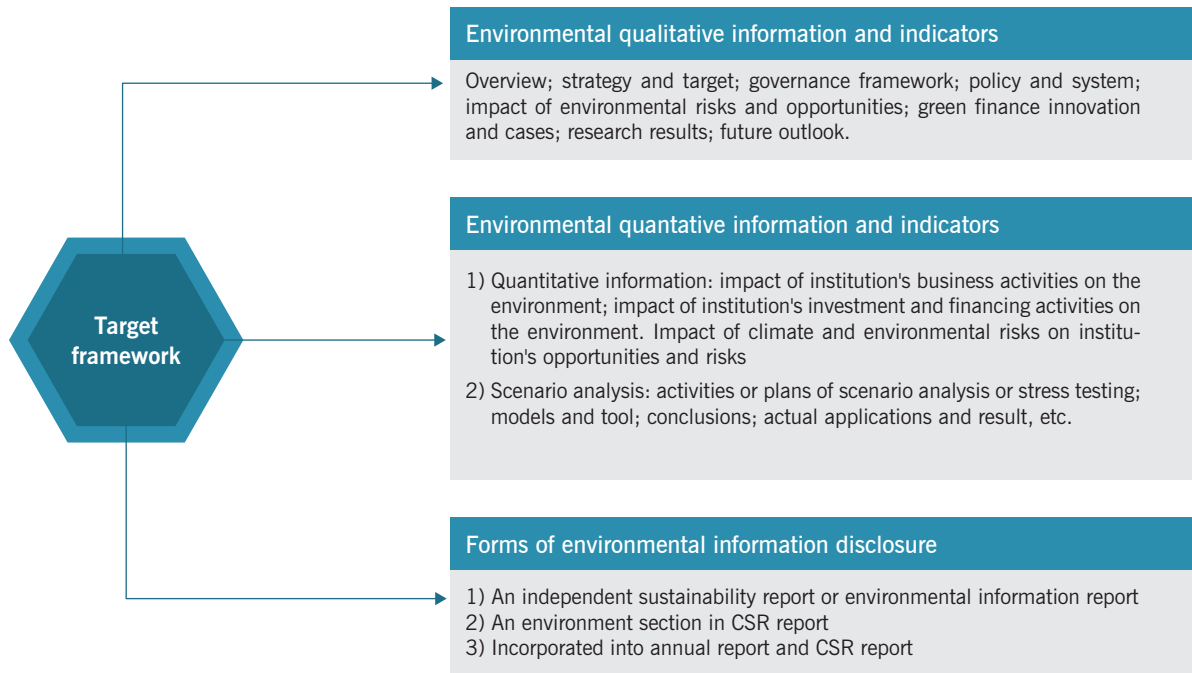 Environmental qualitative information and indicators
Overview; strategy and target; governance framework; policy and system;
impact of environmental risks and opportunities; green finance innovation
and cases; research results; future outlook.
Target
framework
Environmental quantative information and indicators
1) Quantitative information: impact of institution's business activities on the
environment; impact of institution's investment and financing activities on
the environment. Impact of climate and environmental risks on institu-
tion's opportunities and risks
2) Scenario analysis: activities or plans of scenario analysis or stress testing;
models and tool; conclusions; actual applications and result, etc.
Forms of environmental information disclosure
1) An independent sustainability report or environmental information report
2) An environment section in CSR report
3) Incorporated into annual report and CSR report